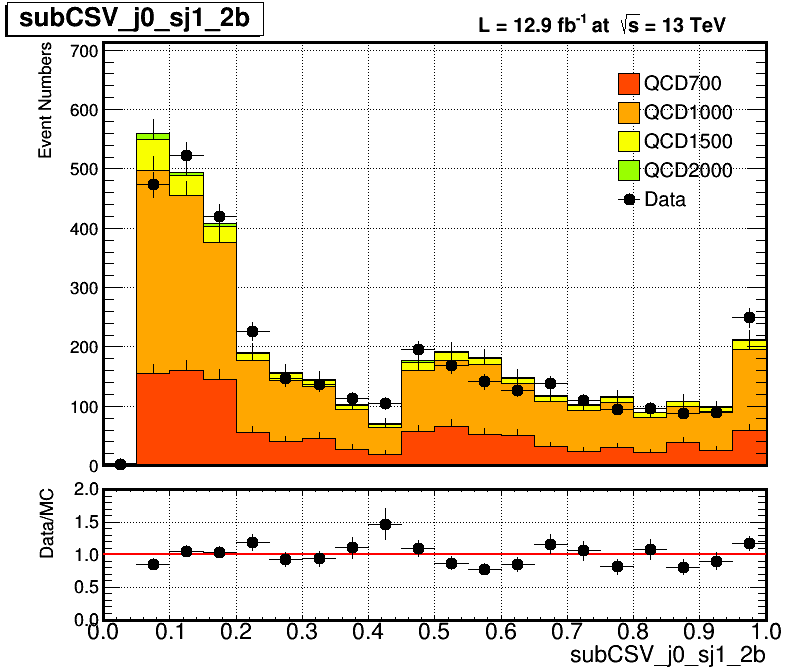 subCSV_j0_sj1_2b
L = 12.9 fb⁻¹ at √s = 13 TeV
Event Numbers
700
600
500
400
300
200
100
0
QCD700
QCD1000
QCD1500
QCD2000
Data
Data/MC
2.0
1.5
1.0
0.5
0.0
0.0 0.1 0.2 0.3 0.4 0.5 0.6 0.7 0.8 0.9 1.0
subCSV_j0_sj1_2b